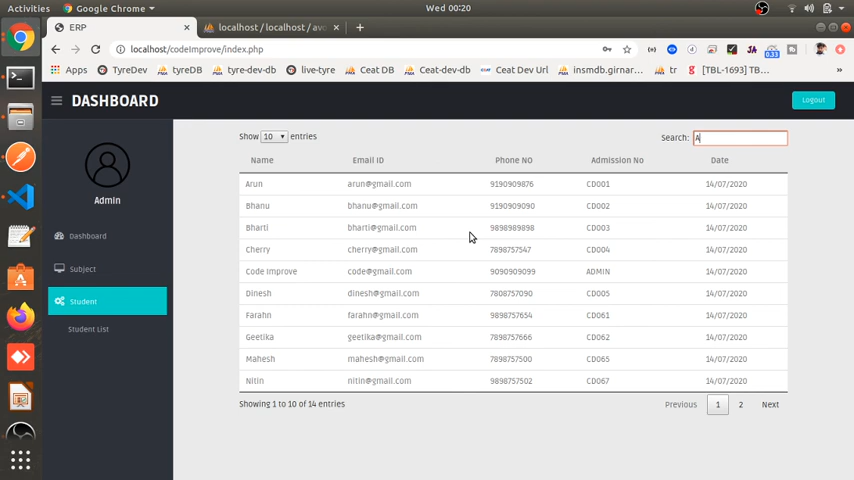 Activities Google Chrome Wed 00:20
ERP × localhost / localhost / avo ×
localhost/codeImprove/index.php
Apps TyreDev tyreDB tyre-dev-db live-tyre Ceat DB Ceat-dev-db Ceat Dev Url insmdb.girnar... tr [TBL-1693] TB... »
0.33
DASHBOARD Logout
Show 10 entries Search: A
Name Email ID Phone NO Admission No Date
Arun arun@gmail.com 9190909876 CD001 14/07/2020
Bhanu bhanu@gmail.com 9190909090 CD002 14/07/2020
Bharti bharti@gmail.com 9898989898 CD003 14/07/2020
Cherry cherry@gmail.com 7898757547 CD004 14/07/2020
Code Improve code@gmail.com 9090909099 ADMIN 14/07/2020
Dinesh dinesh@gmail.com 7808757090 CD005 14/07/2020
Farahn farahn@gmail.com 9898757654 CD061 14/07/2020
Geetika geetika@gmail.com 7898757666 CD062 14/07/2020
Mahesh mahesh@gmail.com 7898757500 CD065 14/07/2020
Nitin nitin@gmail.com 9898757502 CD067 14/07/2020
Showing 1 to 10 of 14 entries Previous 1 2 Next
Admin
Dashboard
Subject
Student
Student List